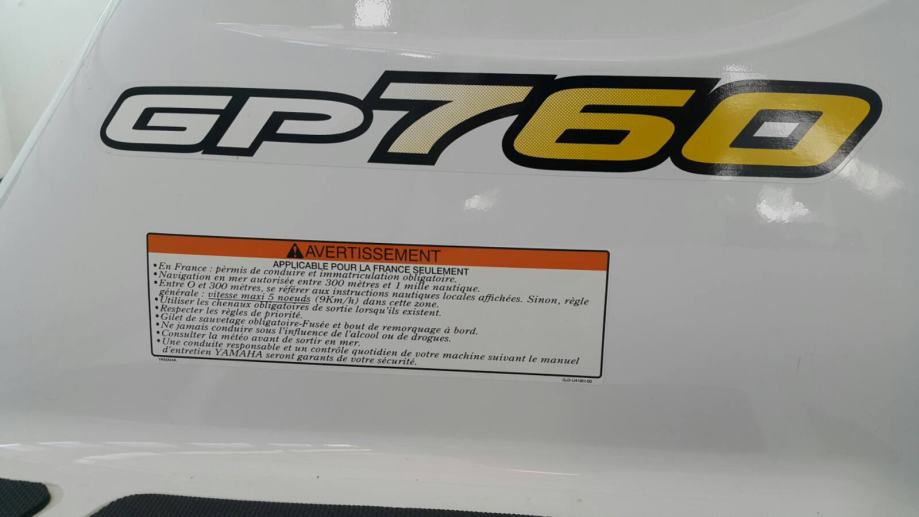 GP760
AVERTISSEMENT
APPLICABLE POUR LA FRANCE SEULEMENT
• En France : permis de conduire et immatriculation obligatoire.
• Navigation en mer autorisée entre 300 mètres et 1 mille nautique.
• Entre O et 300 mètres, se référer aux instructions nautiques locales affichées. Sinon, règle
générale : vitesse maxi 5 noeuds (9Km/h) dans cette zone.
• Utiliser les chenaux obligatoires de sortie lorsqu'ils existent.
• Respecter les règles de priorité.
• Gilet de sauvetage obligatoire-Fusée et bout de remorquage à bord.
• Ne jamais conduire sous l'influence de l'alcool ou de drogues.
• Consulter la météo avant de sortir en mer.
• Une conduite responsable et un contrôle quotidien de votre machine suivant le manuel
d'entretien YAMAHA seront garants de votre sécurité.
YAMAHA